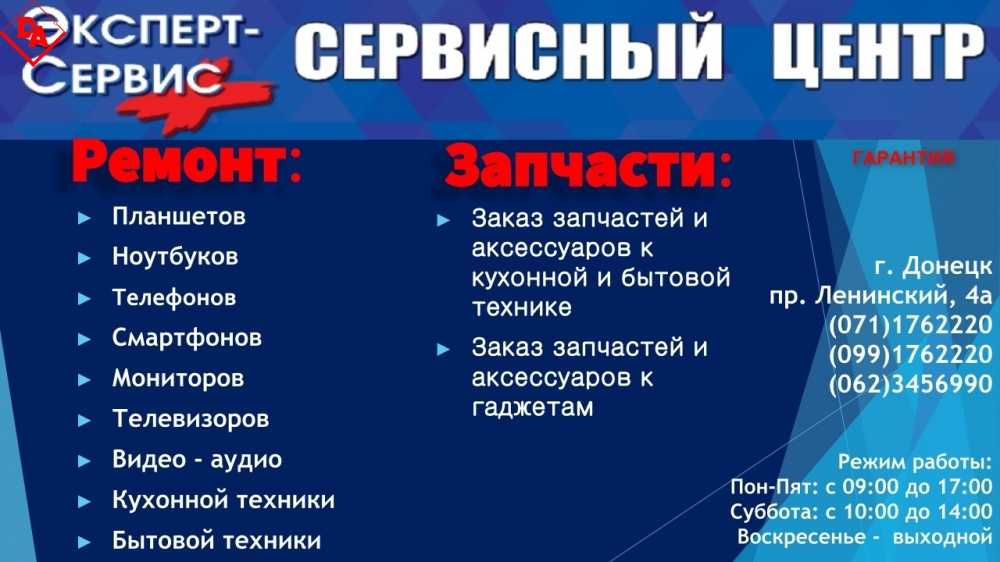 DA
ЭКСПЕРТ-
СЕРВИС
СЕРВИСНЫЙ ЦЕНТР
Ремонт:
► Планшетов
► Ноутбуков
► Телефонов
► Смартфонов
► Мониторов
► Телевизоров
► Видео - аудио
► Кухонной техники
► Бытовой техники
Запчасти:
► Заказ запчастей и
аксессуаров к
кухонной и бытовой
технике
► Заказ запчастей и
аксессуаров к
гаджетам
ГАРАНТИЯ
г. Донецк
пр. Ленинский, 4а
(071)1762220
(099)1762220
(062)3456990
Режим работы:
Пон-Пят: с 09:00 до 17:00
Суббота: с 10:00 до 14:00
Воскресенье - выходной